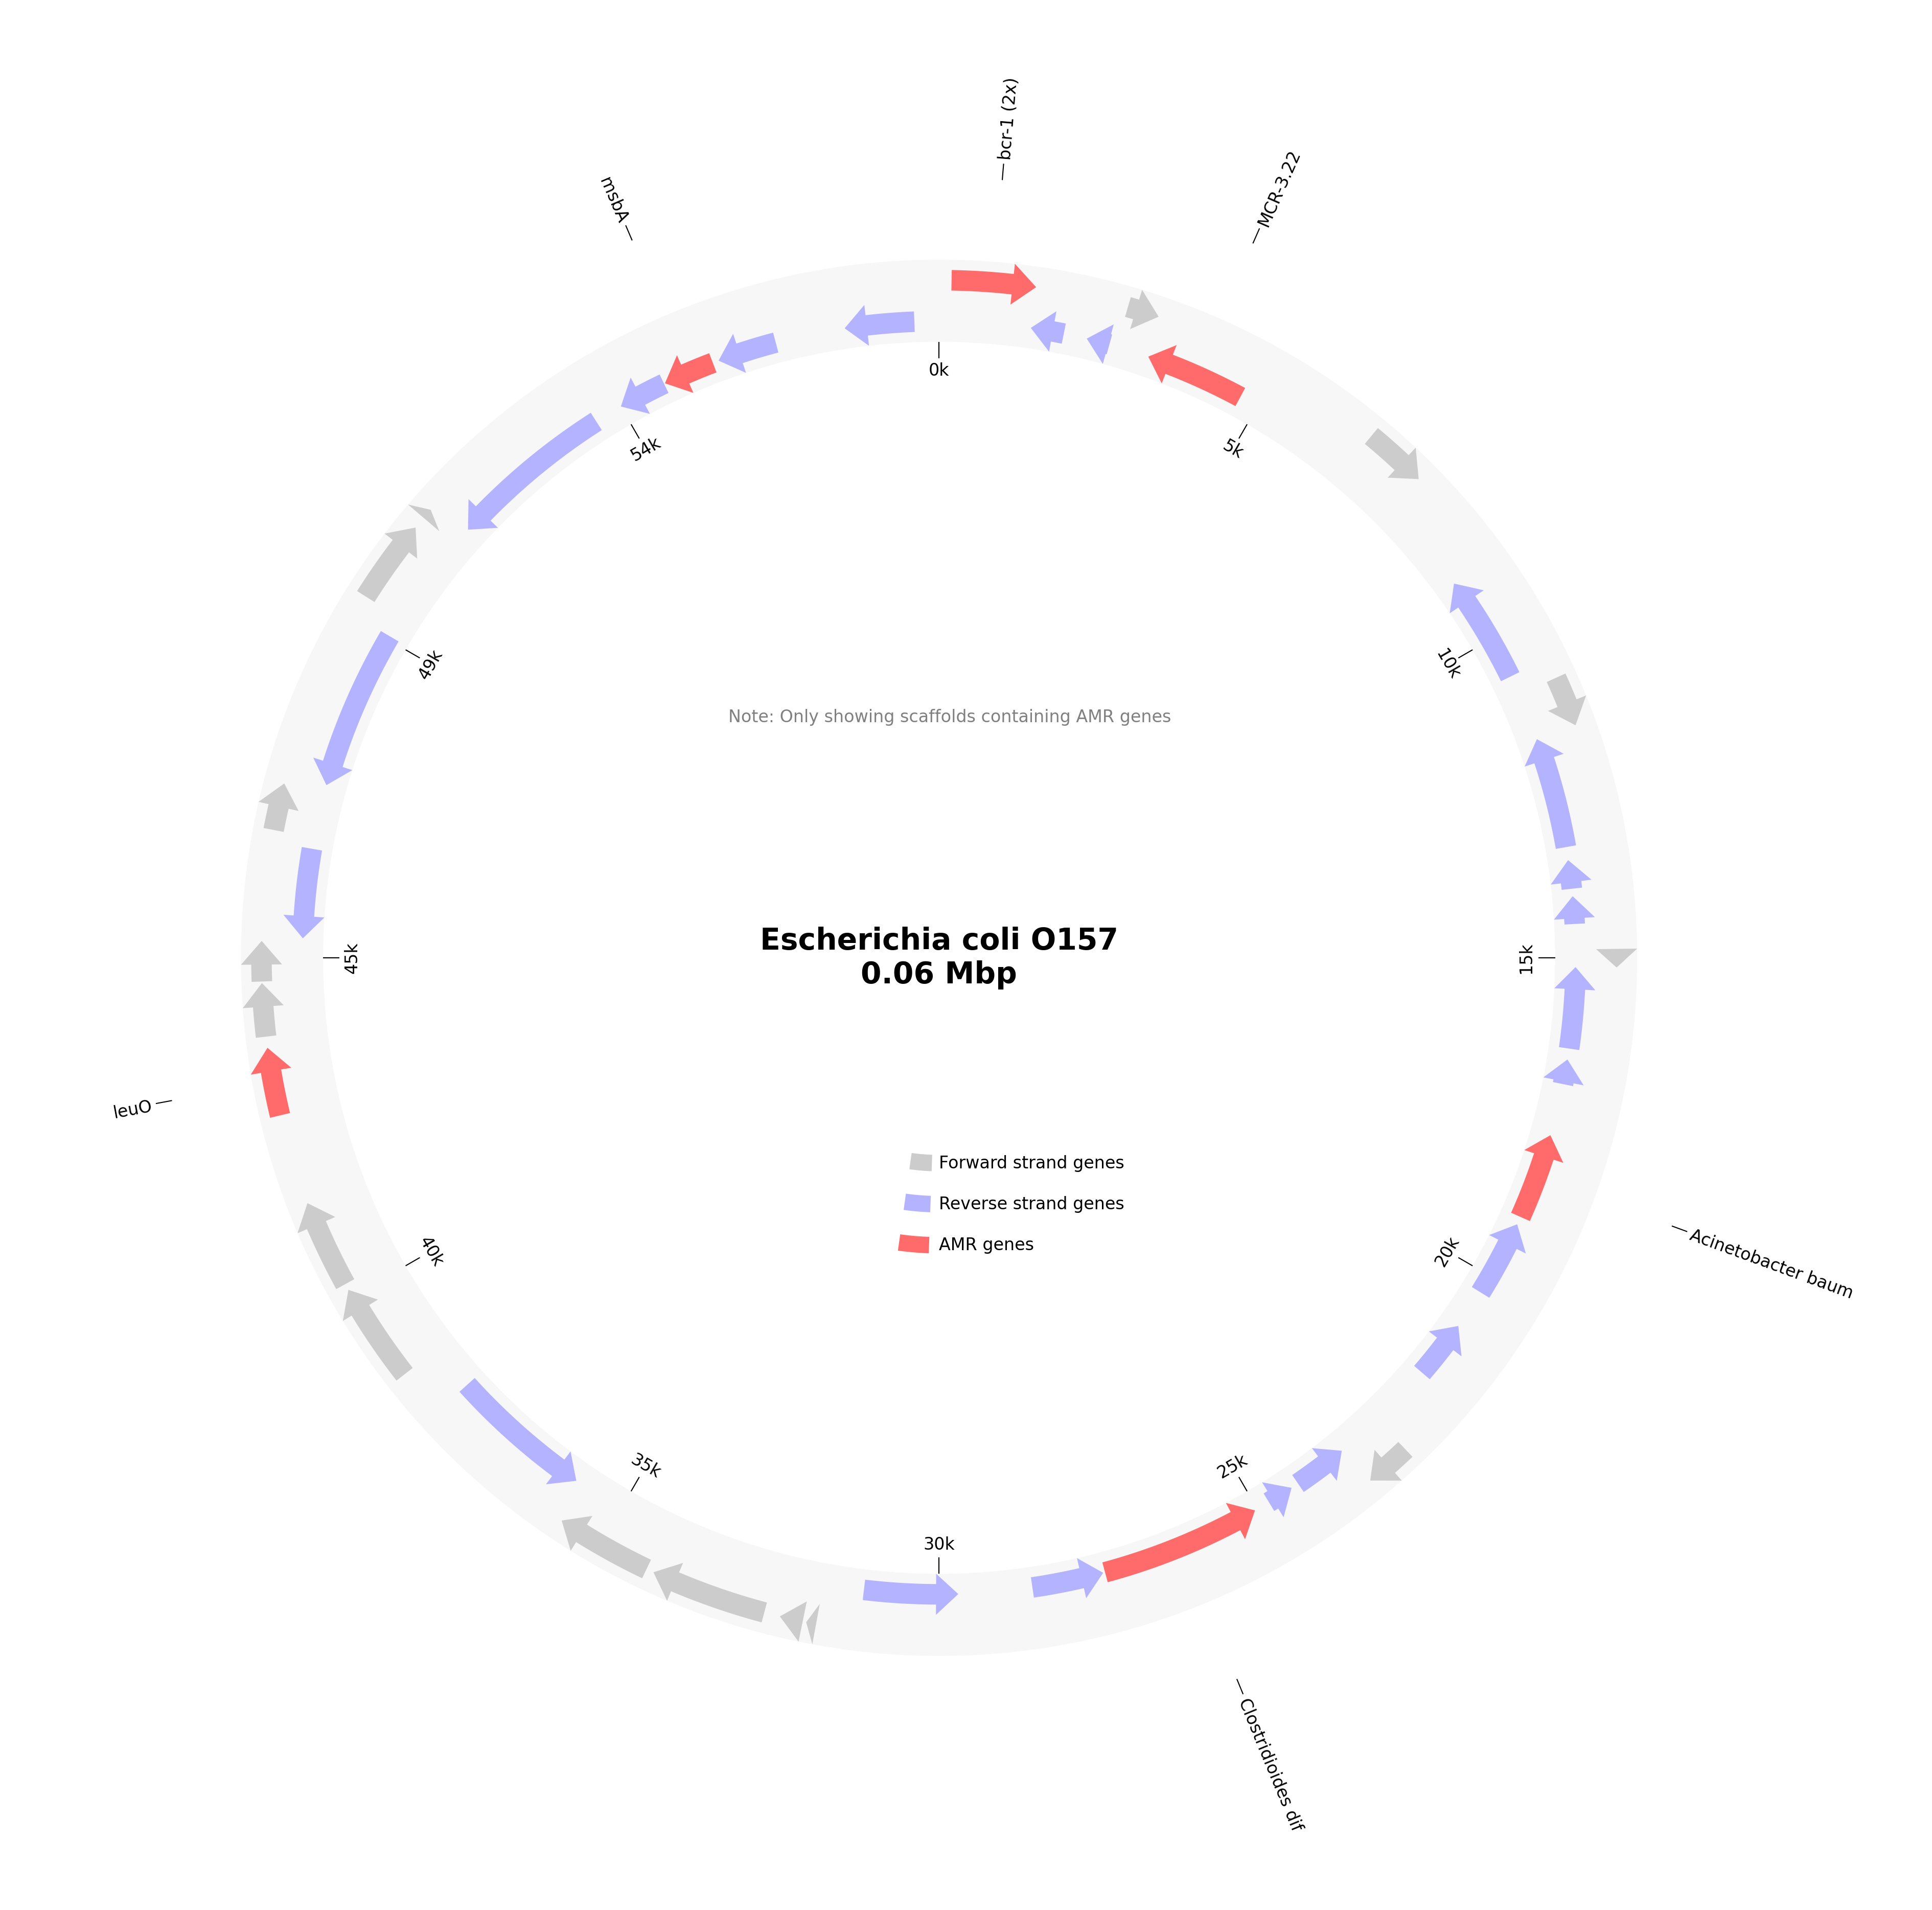 bcr-1 (2x)
MCR-3.22
msbA
0k
5k
54k
10k
49k
Note: Only showing scaffolds containing AMR genes
Escherichia coli O157
0.06 Mbp
15k
45k
leuO
Forward strand genes
Reverse strand genes
AMR genes
Acinetobacter baum
20k
40k
25k
35k
30k
Clostridioides dif